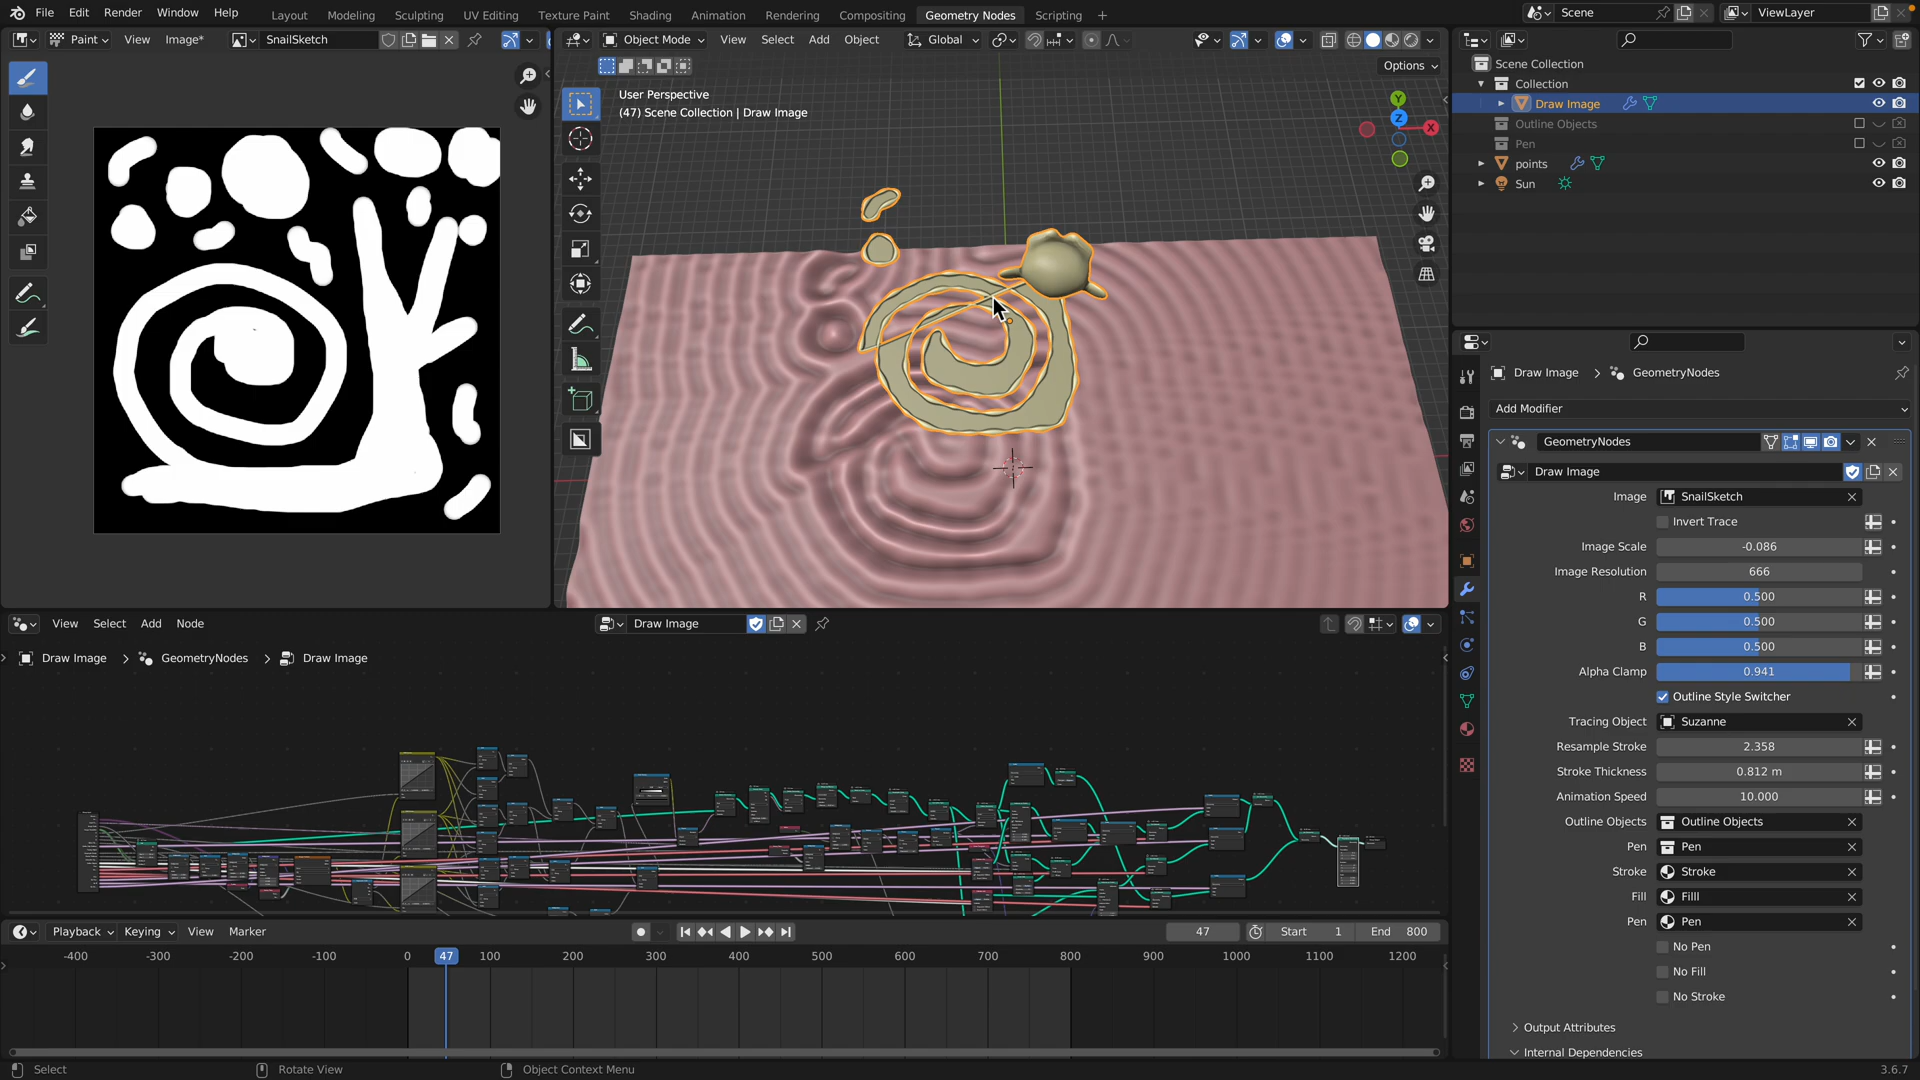 File Edit Render Window Help Layout Modeling Sculpting UV Editing Texture Paint Shading Animation Rendering Compositing Geometry Nodes Scripting Scene ViewLayer
Paint View Image* SnailSketch
Object Mode View Select Add Object Global
Options
User Perspective
(47) Scene Collection | Draw Image
Y
Z
X
Scene Collection
Collection
Draw Image
Outline Objects
Pen
points
Sun
Draw Image > GeometryNodes
Add Modifier
GeometryNodes
Draw Image
Image SnailSketch
Invert Trace
Image Scale -0.086
Image Resolution 666
R 0.500
G 0.500
B 0.500
Alpha Clamp 0.941
Outline Style Switcher
Tracing Object Suzanne
Resample Stroke 2.358
Stroke Thickness 0.812 m
Animation Speed 10.000
Outline Objects Outline Objects
Pen Pen
Stroke Stroke
Fill Filll
Pen Pen
No Pen
No Fill
No Stroke
Output Attributes
Internal Dependencies
View Select Add Node Draw Image
Draw Image > GeometryNodes > Draw Image
Playback Keying View Marker 47 Start 1 End 800
-400 -300 -200 -100 0 47 100 200 300 400 500 600 700 800 900 1000 1100 1200
Select Rotate View Object Context Menu 3.6.7